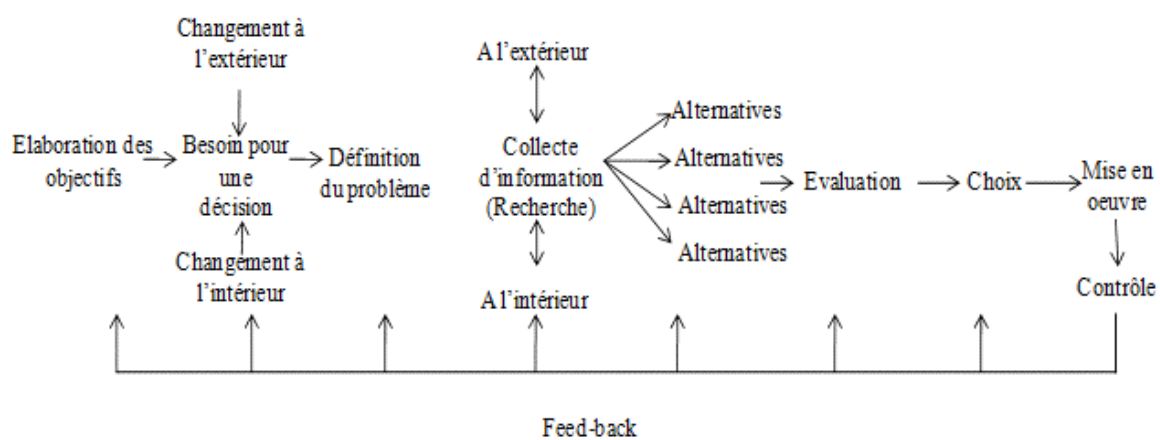 Changement à
l'extérieur
Elaboration des
objectifs
Besoin pour
une
décision
Changement à
l'intérieur
Définition
du problème
A l'extérieur
Collecte
d'information
(Recherche)
A l'intérieur
Alternatives
Alternatives
Alternatives
Alternatives
Evaluation
Choix
Mise en
oeuvre
Contrôle
Feed-back